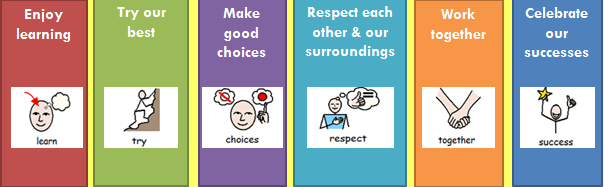 Enjoy
learning
learn
Try our
best
try
Make
good
choices
choices
Respect each
other & our
surroundings
respect
Work
together
together
Celebrate
our
successes
success